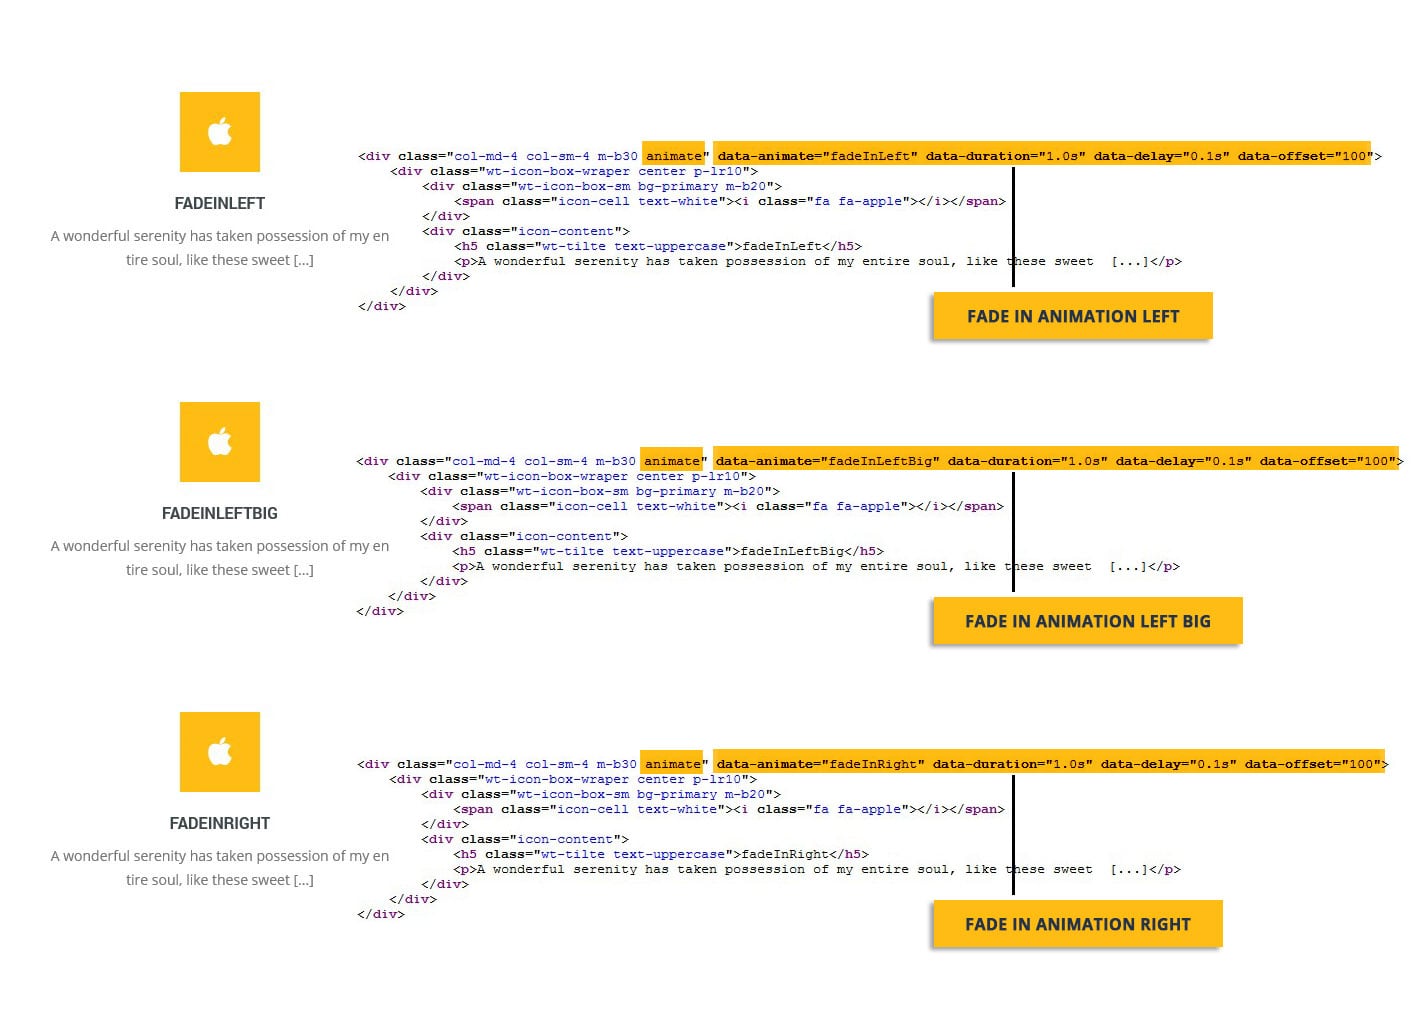 FADEINLEFT
A wonderful serenity has taken possession of my en
tire soul, like these sweet [...]
<div class="col-md-4 col-sm-4 m-b30 animate" data-animate="fadeInLeft" data-duration="1.0s" data-delay="0.1s" data-offset="100">
<div class="wt-icon-box-wraper center p-lr10">
<div class="wt-icon-box-sm bg-primary m-b20">
<span class="icon-cell text-white"><i class="fa fa-apple"></i></span>
</div>
<div class="icon-content">
<h5 class="wt-tilte text-uppercase">fadeInLeft</h5>
<p>A wonderful serenity has taken possession of my entire soul, like these sweet [...]</p>
</div>
</div>
</div>
FADE IN ANIMATION LEFT
FADEINLEFTBIG
A wonderful serenity has taken possession of my en
tire soul, like these sweet [...]
<div class="col-md-4 col-sm-4 m-b30 animate" data-animate="fadeInLeftBig" data-duration="1.0s" data-delay="0.1s" data-offset="100">
<div class="wt-icon-box-wraper center p-lr10">
<div class="wt-icon-box-sm bg-primary m-b20">
<span class="icon-cell text-white"><i class="fa fa-apple"></i></span>
</div>
<div class="icon-content">
<h5 class="wt-tilte text-uppercase">fadeInLeftBig</h5>
<p>A wonderful serenity has taken possession of my entire soul, like these sweet [...]</p>
</div>
</div>
</div>
FADE IN ANIMATION LEFT BIG
FADEINRIGHT
A wonderful serenity has taken possession of my en
tire soul, like these sweet [...]
<div class="col-md-4 col-sm-4 m-b30 animate" data-animate="fadeInRight" data-duration="1.0s" data-delay="0.1s" data-offset="100">
<div class="wt-icon-box-wraper center p-lr10">
<div class="wt-icon-box-sm bg-primary m-b20">
<span class="icon-cell text-white"><i class="fa fa-apple"></i></span>
</div>
<div class="icon-content">
<h5 class="wt-tilte text-uppercase">fadeInRight</h5>
<p>A wonderful serenity has taken possession of my entire soul, like these sweet [...]</p>
</div>
</div>
</div>
FADE IN ANIMATION RIGHT